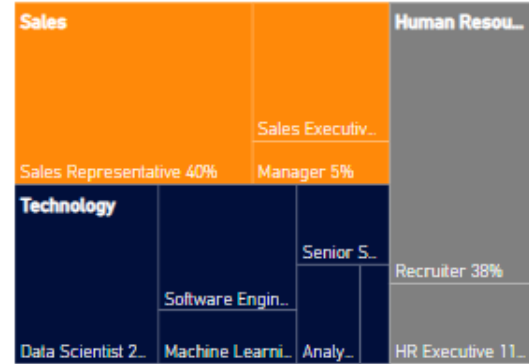 Sales
Sales Representative 40%
Sales Executiv...
Manager 5%
Technology
Data Scientist 2...
Software Engin...
Machine Learni...
Senior S...
Analy...
Human Resou...
Recruiter 38%
HR Executive 11...